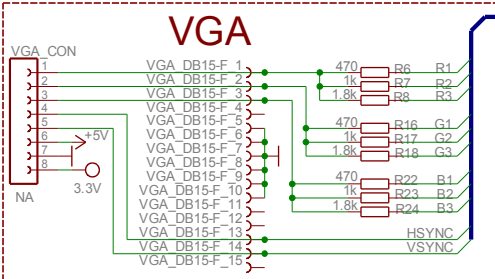 VGA
VGA_CON
1
2
3
4
5
6
7
8
+5V
3.3V
NA
VGA_DB15-F_1
VGA_DB15-F_2
VGA_DB15-F_3
VGA_DB15-F_4
VGA_DB15-F_5
VGA_DB15-F_6
VGA_DB15-F_7
VGA_DB15-F_8
VGA_DB15-F_9
VGA_DB15-F_10
VGA_DB15-F_11
VGA_DB15-F_12
VGA_DB15-F_13
VGA_DB15-F_14
VGA_DB15-F_15
470 R6 R1
1k R7 R2
1.8k R8 R3
470 R16 G1
1k R17 G2
1.8k R18 G3
470 R22 B1
1k R23 B2
1.8k R24 B3
HSYNC
VSYNC